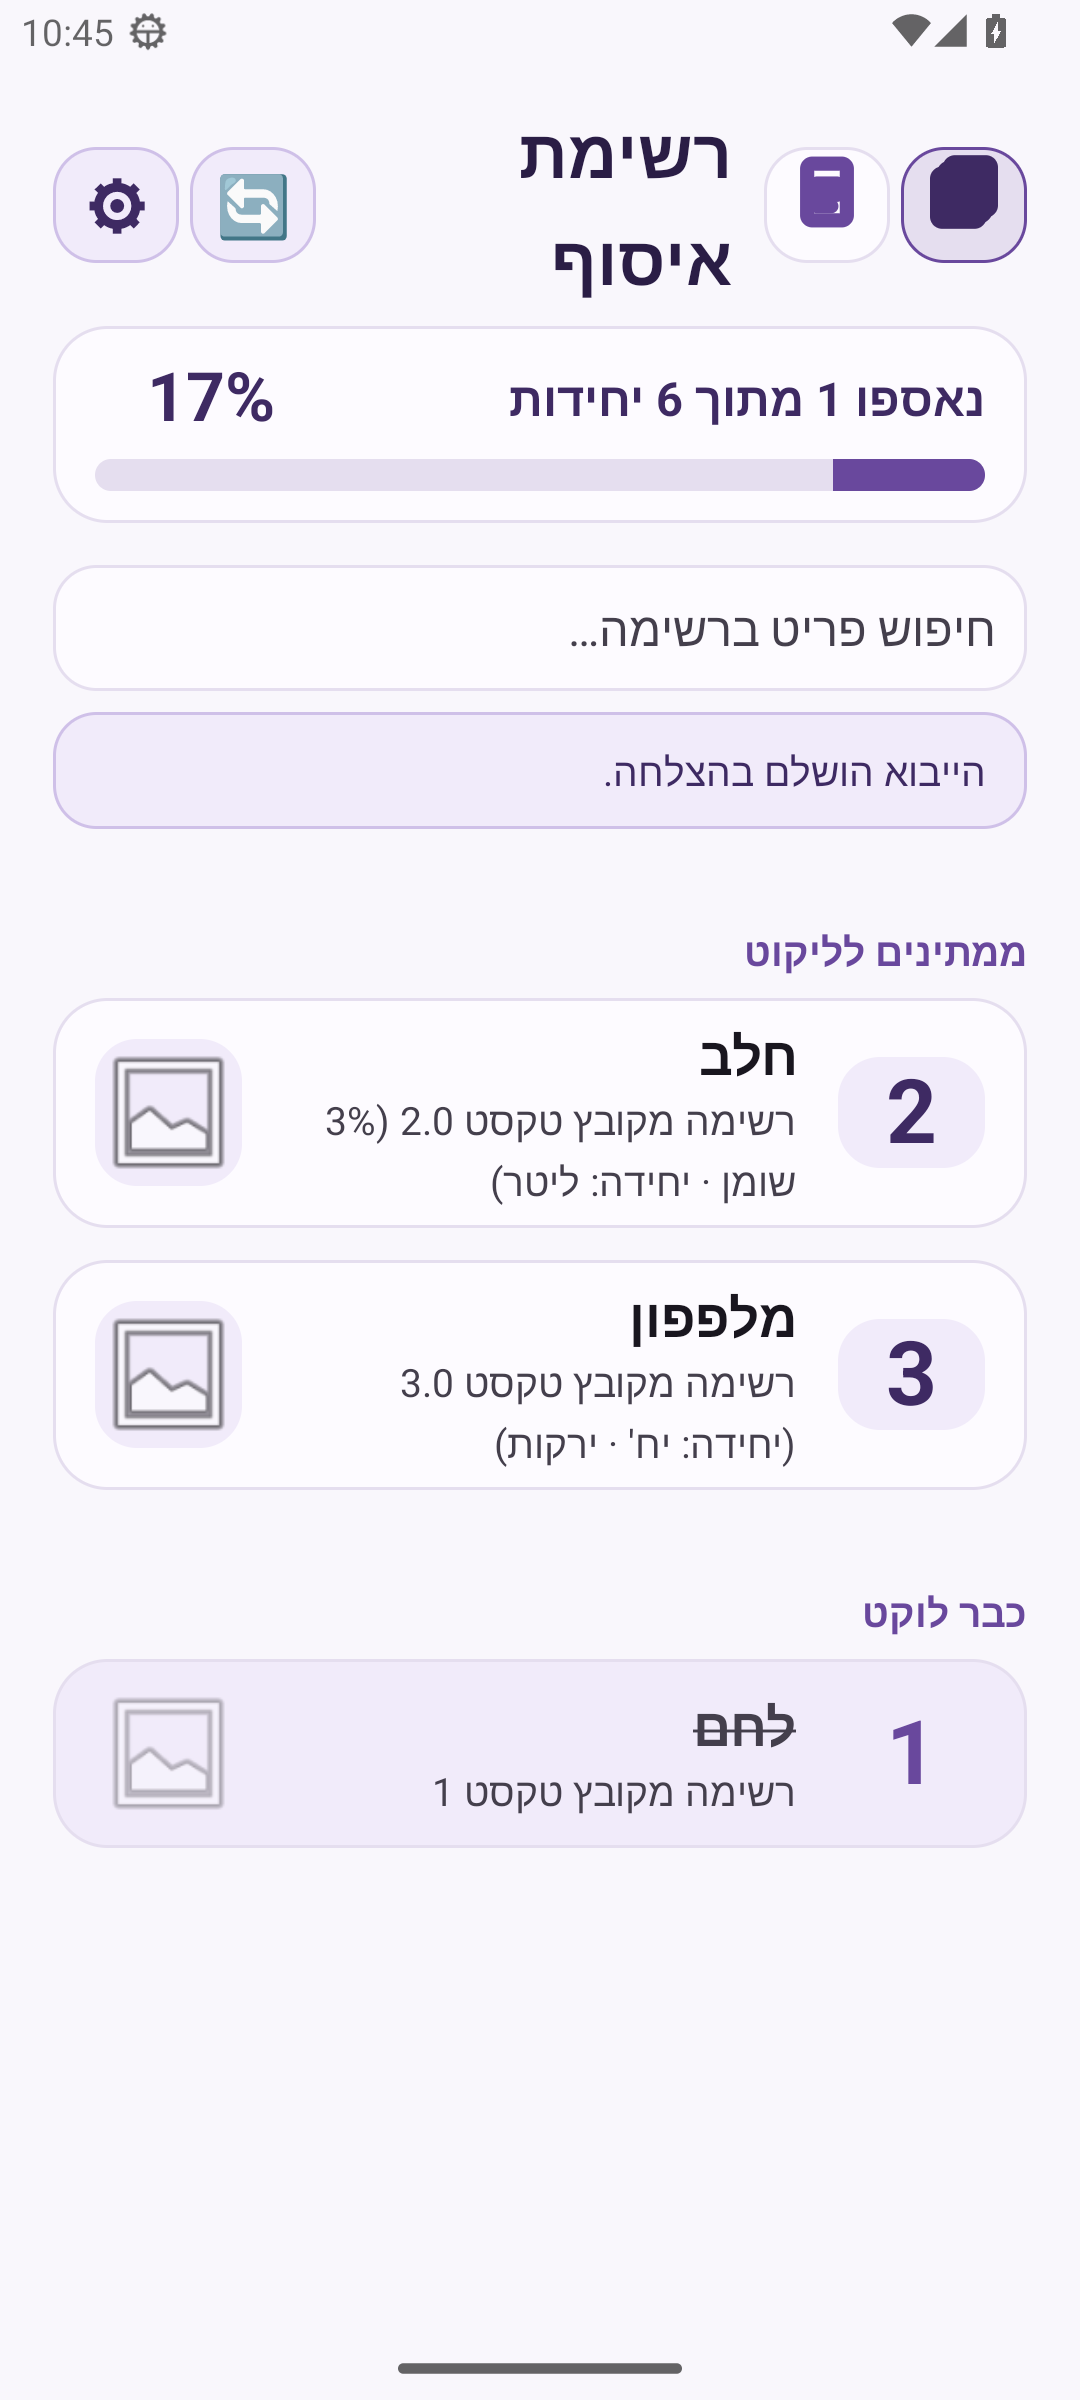 10:45
רשימת
איסוף
נאספו 1 מתוך 6 יחידות
17%
חיפוש פריט ברשימה...
הייבוא הושלם בהצלחה.
ממתינים לליקוט
2
חלב
רשימה מקובץ טקסט 2.0 (3%
שומן · יחידה: ליטר)
3
מלפפון
רשימה מקובץ טקסט 3.0
(יחידה: יח' · ירקות)
כבר לוקט
1
לחם
רשימה מקובץ טקסט 1